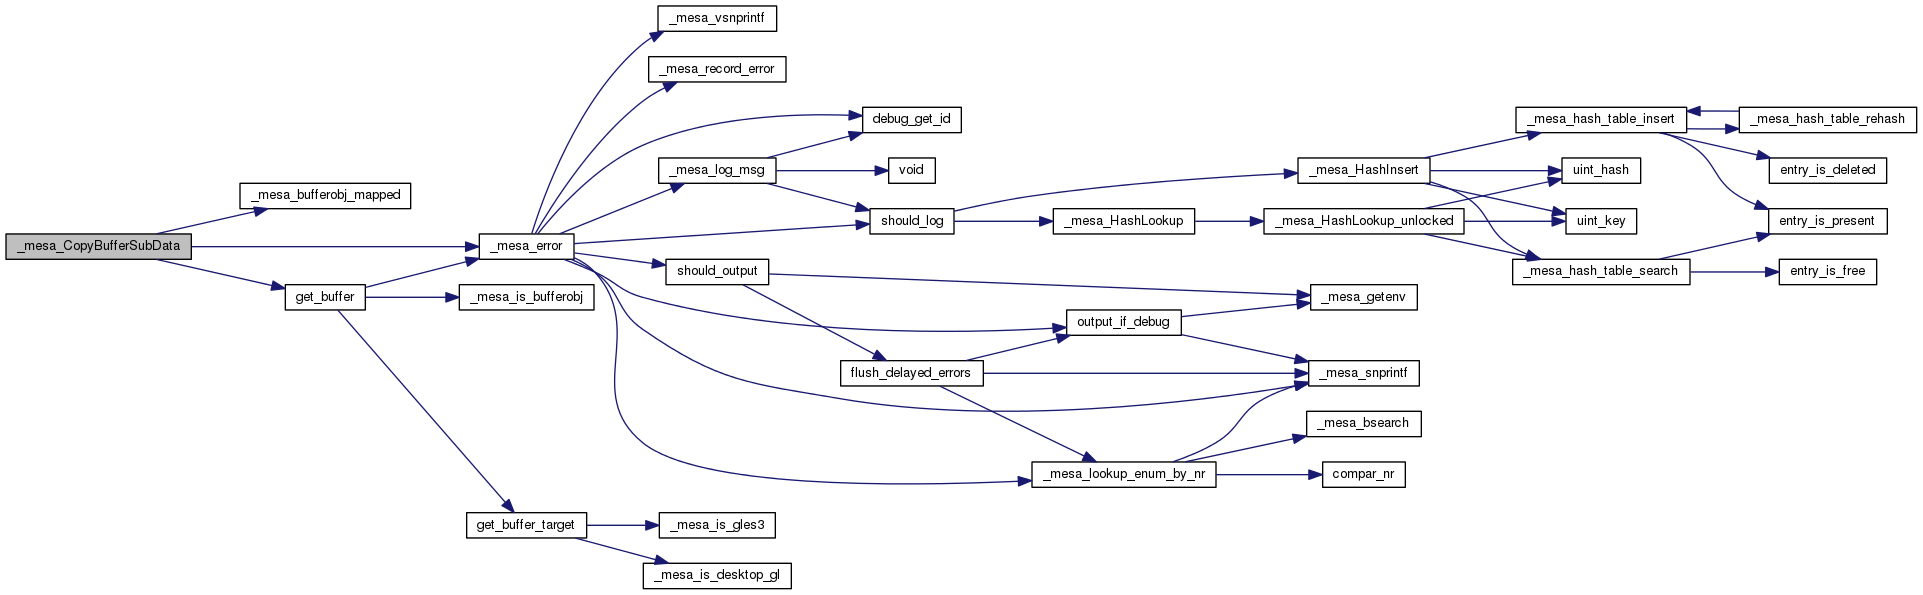 _mesa_vsnprintf
_mesa_record_error
debug_get_id
_mesa_hash_table_insert
_mesa_hash_table_rehash
_mesa_log_msg
void
_mesa_HashInsert
uint_hash
entry_is_deleted
_mesa_bufferobj_mapped
should_log
_mesa_HashLookup
_mesa_HashLookup_unlocked
uint_key
entry_is_present
_mesa_CopyBufferSubData
_mesa_error
should_output
_mesa_hash_table_search
entry_is_free
get_buffer
_mesa_is_bufferobj
_mesa_getenv
output_if_debug
flush_delayed_errors
_mesa_snprintf
_mesa_bsearch
_mesa_lookup_enum_by_nr
compar_nr
get_buffer_target
_mesa_is_gles3
_mesa_is_desktop_gl